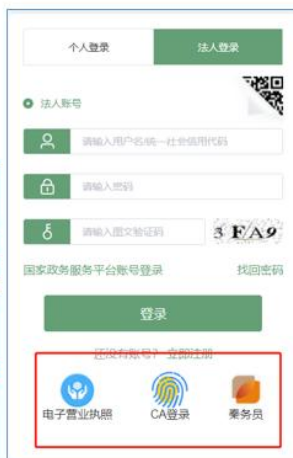 个人登录
法人登录
法人账号
请输入用户名/统一社会信用代码
请输入密码
请输入图文验证码
3 FA9
国家政务服务平台账号登录
找回密码
登录
还没有账号? 立即注册
电子营业执照
CA登录
秦务员